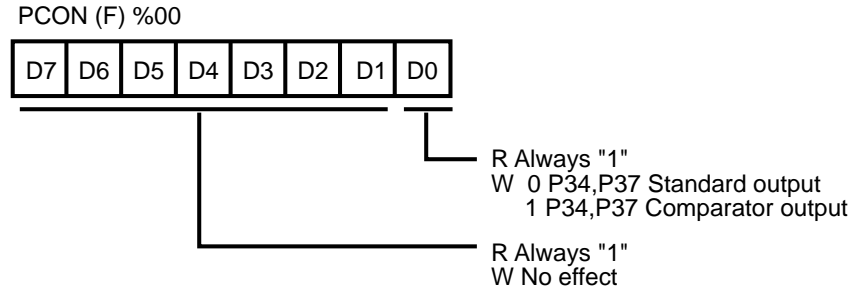 PCON (F) %00
D7 D6 D5 D4 D3 D2 D1 D0
R Always "1"
W 0 P34,P37 Standard output
1 P34,P37 Comparator output
R Always "1"
W No effect